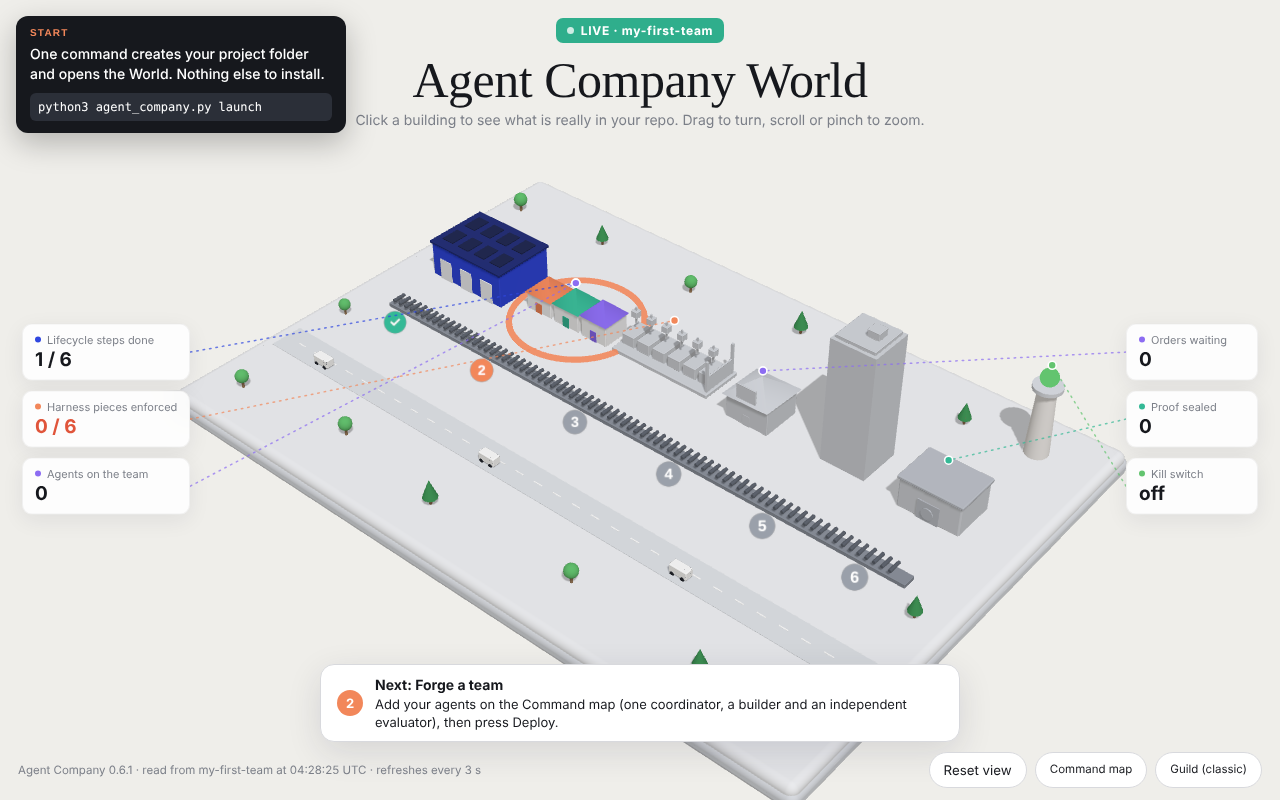 START
One command creates your project folder
and opens the World. Nothing else to install.
python3 agent_company.py launch
LIVE · my-first-team
Agent Company World
Click a building to see what is really in your repo. Drag to turn, scroll or pinch to zoom.
Lifecycle steps done
1 / 6
Harness pieces enforced
0 / 6
Agents on the team
0
Orders waiting
0
Proof sealed
0
Kill switch
off
2
3
4
5
6
2
Next: Forge a team
Add your agents on the Command map (one coordinator, a builder and an independent
evaluator), then press Deploy.
Agent Company 0.6.1 · read from my-first-team at 04:28:25 UTC · refreshes every 3 s
Reset view
Command map
Guild (classic)